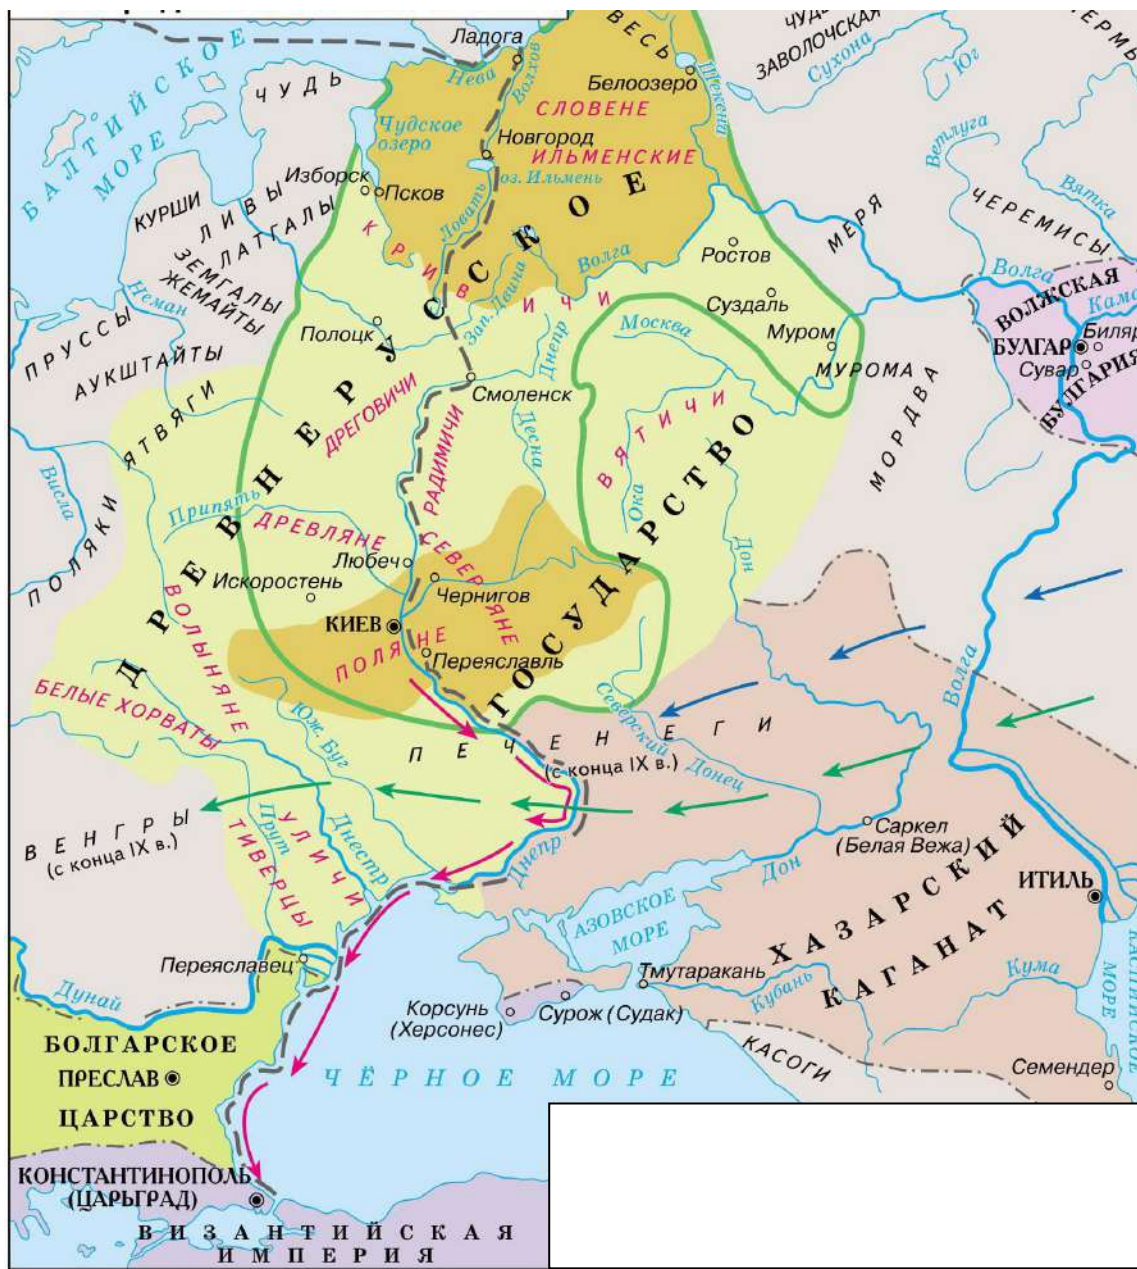 БАЛТИЙСКОЕ
МОРЕ
ЧУДЬ
Ладога
Нева
Волхов
ВЕСЬ
Белоозеро
ЧУДЬ
ЗАВОЛОЧСКАЯ
Сухона
Юг
СЛОВЕНЕ
ИЛЬМЕНСКИЕ
Чудское
озеро
Новгород
оз. Ильмень
Ветлуга
Вятка
Изборск
Псков
Ловать
КУРШИ
ЛИВЫ
ЛАТГАЛЫ
ЗЕМГАЛЫ
ЖЕМАЙТЫ
КРИВИЧИ
Волга
Ростов
МЕРЯ
ЧЕРЕМИСЫ
Волга
ВОЛЖСКАЯ
БУЛГАРИЯ
Кама
Биляр
БУЛГАР
Сувар
Неман
ПРУССЫ
АУКШТАЙТЫ
Полоцк
Зап. Двина
Днепр
Москва
Суздаль
Муром
МУРОМА
МОРДВА
Смоленск
ЯТВЯГИ
ДРЕГОВИЧИ
РАДИМИЧИ
Десна
ВЯТИЧИ
Ока
Дон
ДРЕВНЕРУССКОЕ
ГОСУДАРСТВО
Висла
ПОЛЯКИ
Припять
ДРЕВЛЯНЕ
Любеч
СЕВЕРЯНЕ
Искоростень
Чернигов
КИЕВ
ПОЛЯНЕ
Переяславль
ВОЛЫНЯНЕ
БЕЛЫЕ ХОРВАТЫ
Юж. Буг
Северский
Донец
Волга
ПЕЧЕНЕГИ
(с конца IX в.)
ВЕНГРЫ
(с конца IX в.)
Прут
УЛИЧИ
ТИВЕРЦЫ
Днестр
Днепр
Саркел
(Белая Вежа)
Дон
ХАЗАРСКИЙ
КАГАНАТ
ИТИЛЬ
АЗОВСКОЕ
МОРЕ
Переяславец
Дунай
Тмутаракань
Кубань
Кума
КАСПИЙСКОЕ
МОРЕ
Корсунь
(Херсонес)
Сурож (Судак)
КАСОГИ
Семендер
БОЛГАРСКОЕ
ПРЕСЛАВ
ЦАРСТВО
ЧЁРНОЕ МОРЕ
КОНСТАНТИНОПОЛЬ
(ЦАРЬГРАД)
ВИЗАНТИЙСКАЯ
ИМПЕРИЯ